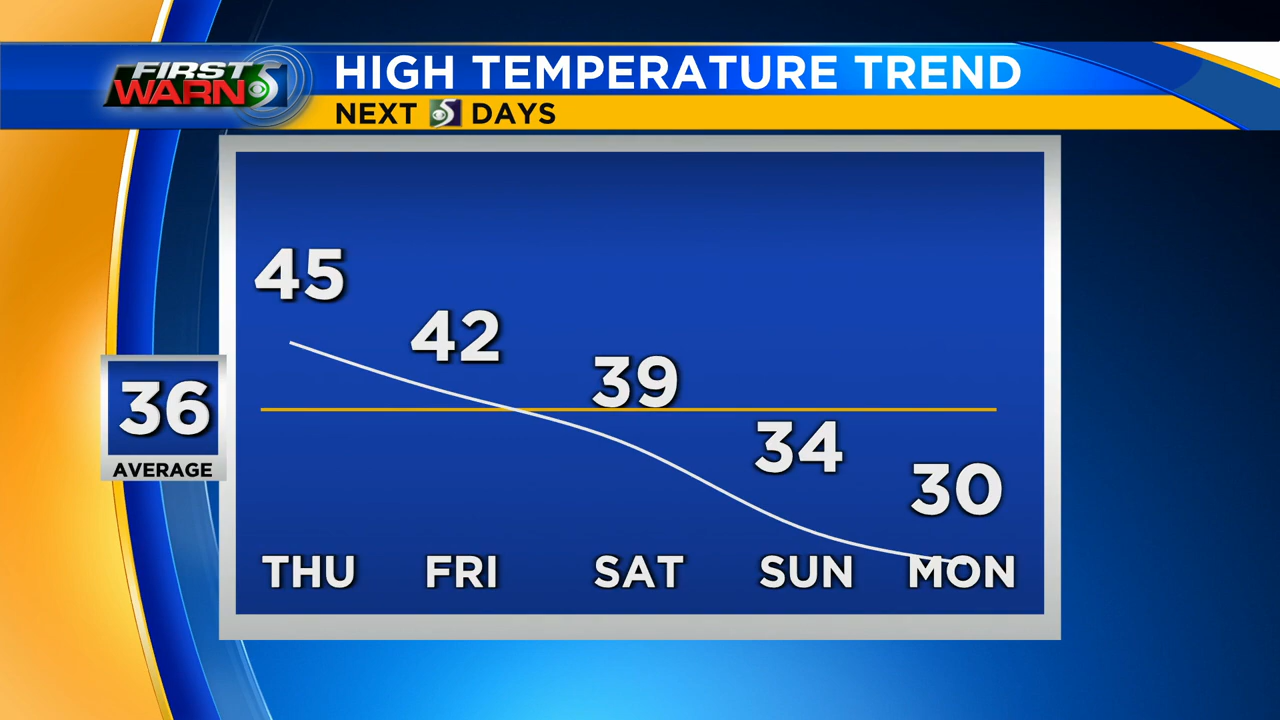 FIRST
WARN 5
HIGH TEMPERATURE TREND
NEXT 5 DAYS
45
42
39
34
30
36
AVERAGE
THU FRI SAT SUN MON